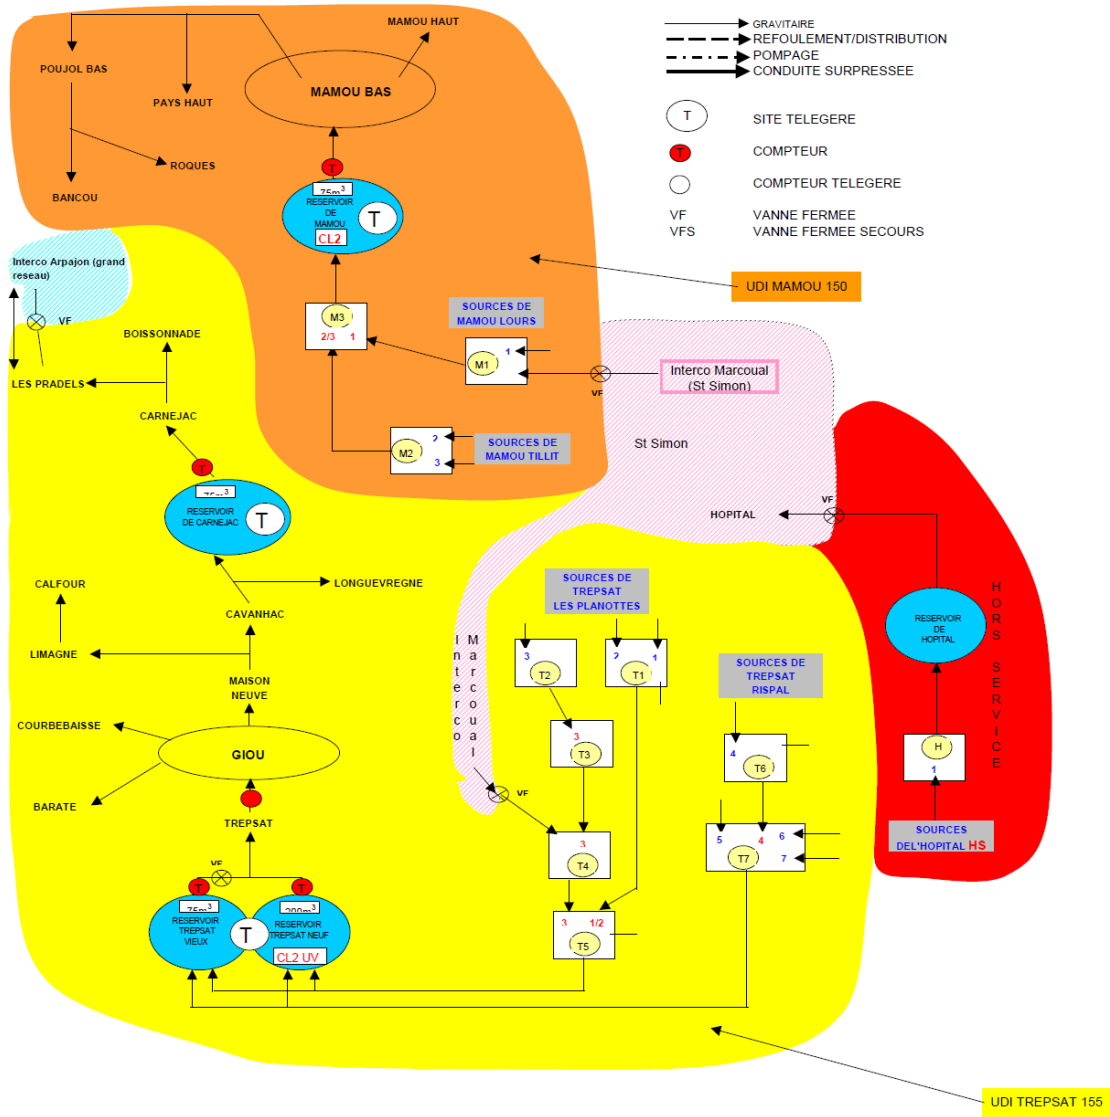 GRAVITAIRE
REFOULEMENT/DISTRIBUTION
POMPAGE
CONDUITE SURPRESSEE
T
SITE TELEGERE
T
COMPTEUR
COMPTEUR TELEGERE
VF
VANNE FERMEE
VFS
VANNE FERMEE SECOURS
MAMOU HAUT
POUJOL BAS
PAYS HAUT
MAMOU BAS
ROQUES
BANCOU
T
75m³
RESERVOIR
DE
MAMOU
T
CL2
UDI MAMOU 150
Interco Arpajon (grand
reseau)
VF
M3
2/3 1
SOURCES DE
MAMOU LOURS
1
M1
VF
Interco Marcoual
(St Simon)
M2
2
3
SOURCES DE
MAMOU TILLIT
St Simon
BOISSONNADE
LES PRADELS
CARNEJAC
T
75m³
RESERVOIR
DE CARNEJAC
T
HOPITAL
VF
LONGUEVREGNE
CALFOUR
CAVANHAC
LIMAGNE
MAISON
NEUVE
COURBEBAISSE
GIOU
BARATE
TREPSAT
VF
T
T
75m³
RESERVOIR
TREPSAT
VIEUX
T
200m³
RESERVOIR
TREPSAT NEUF
CL2 UV
Interco
Marcoual
VF
SOURCES DE
TREPSAT
LES PLANOTTES
3
T2
2
1
T1
3
T3
3
T4
3 1/2
T5
SOURCES DE
TREPSAT
RISPAL
4
T6
5
4
6
7
T7
RESERVOIR
DE
HOPITAL
HORS SERVICE
H
1
SOURCES
DEL'HOPITAL HS
UDI TREPSAT 155